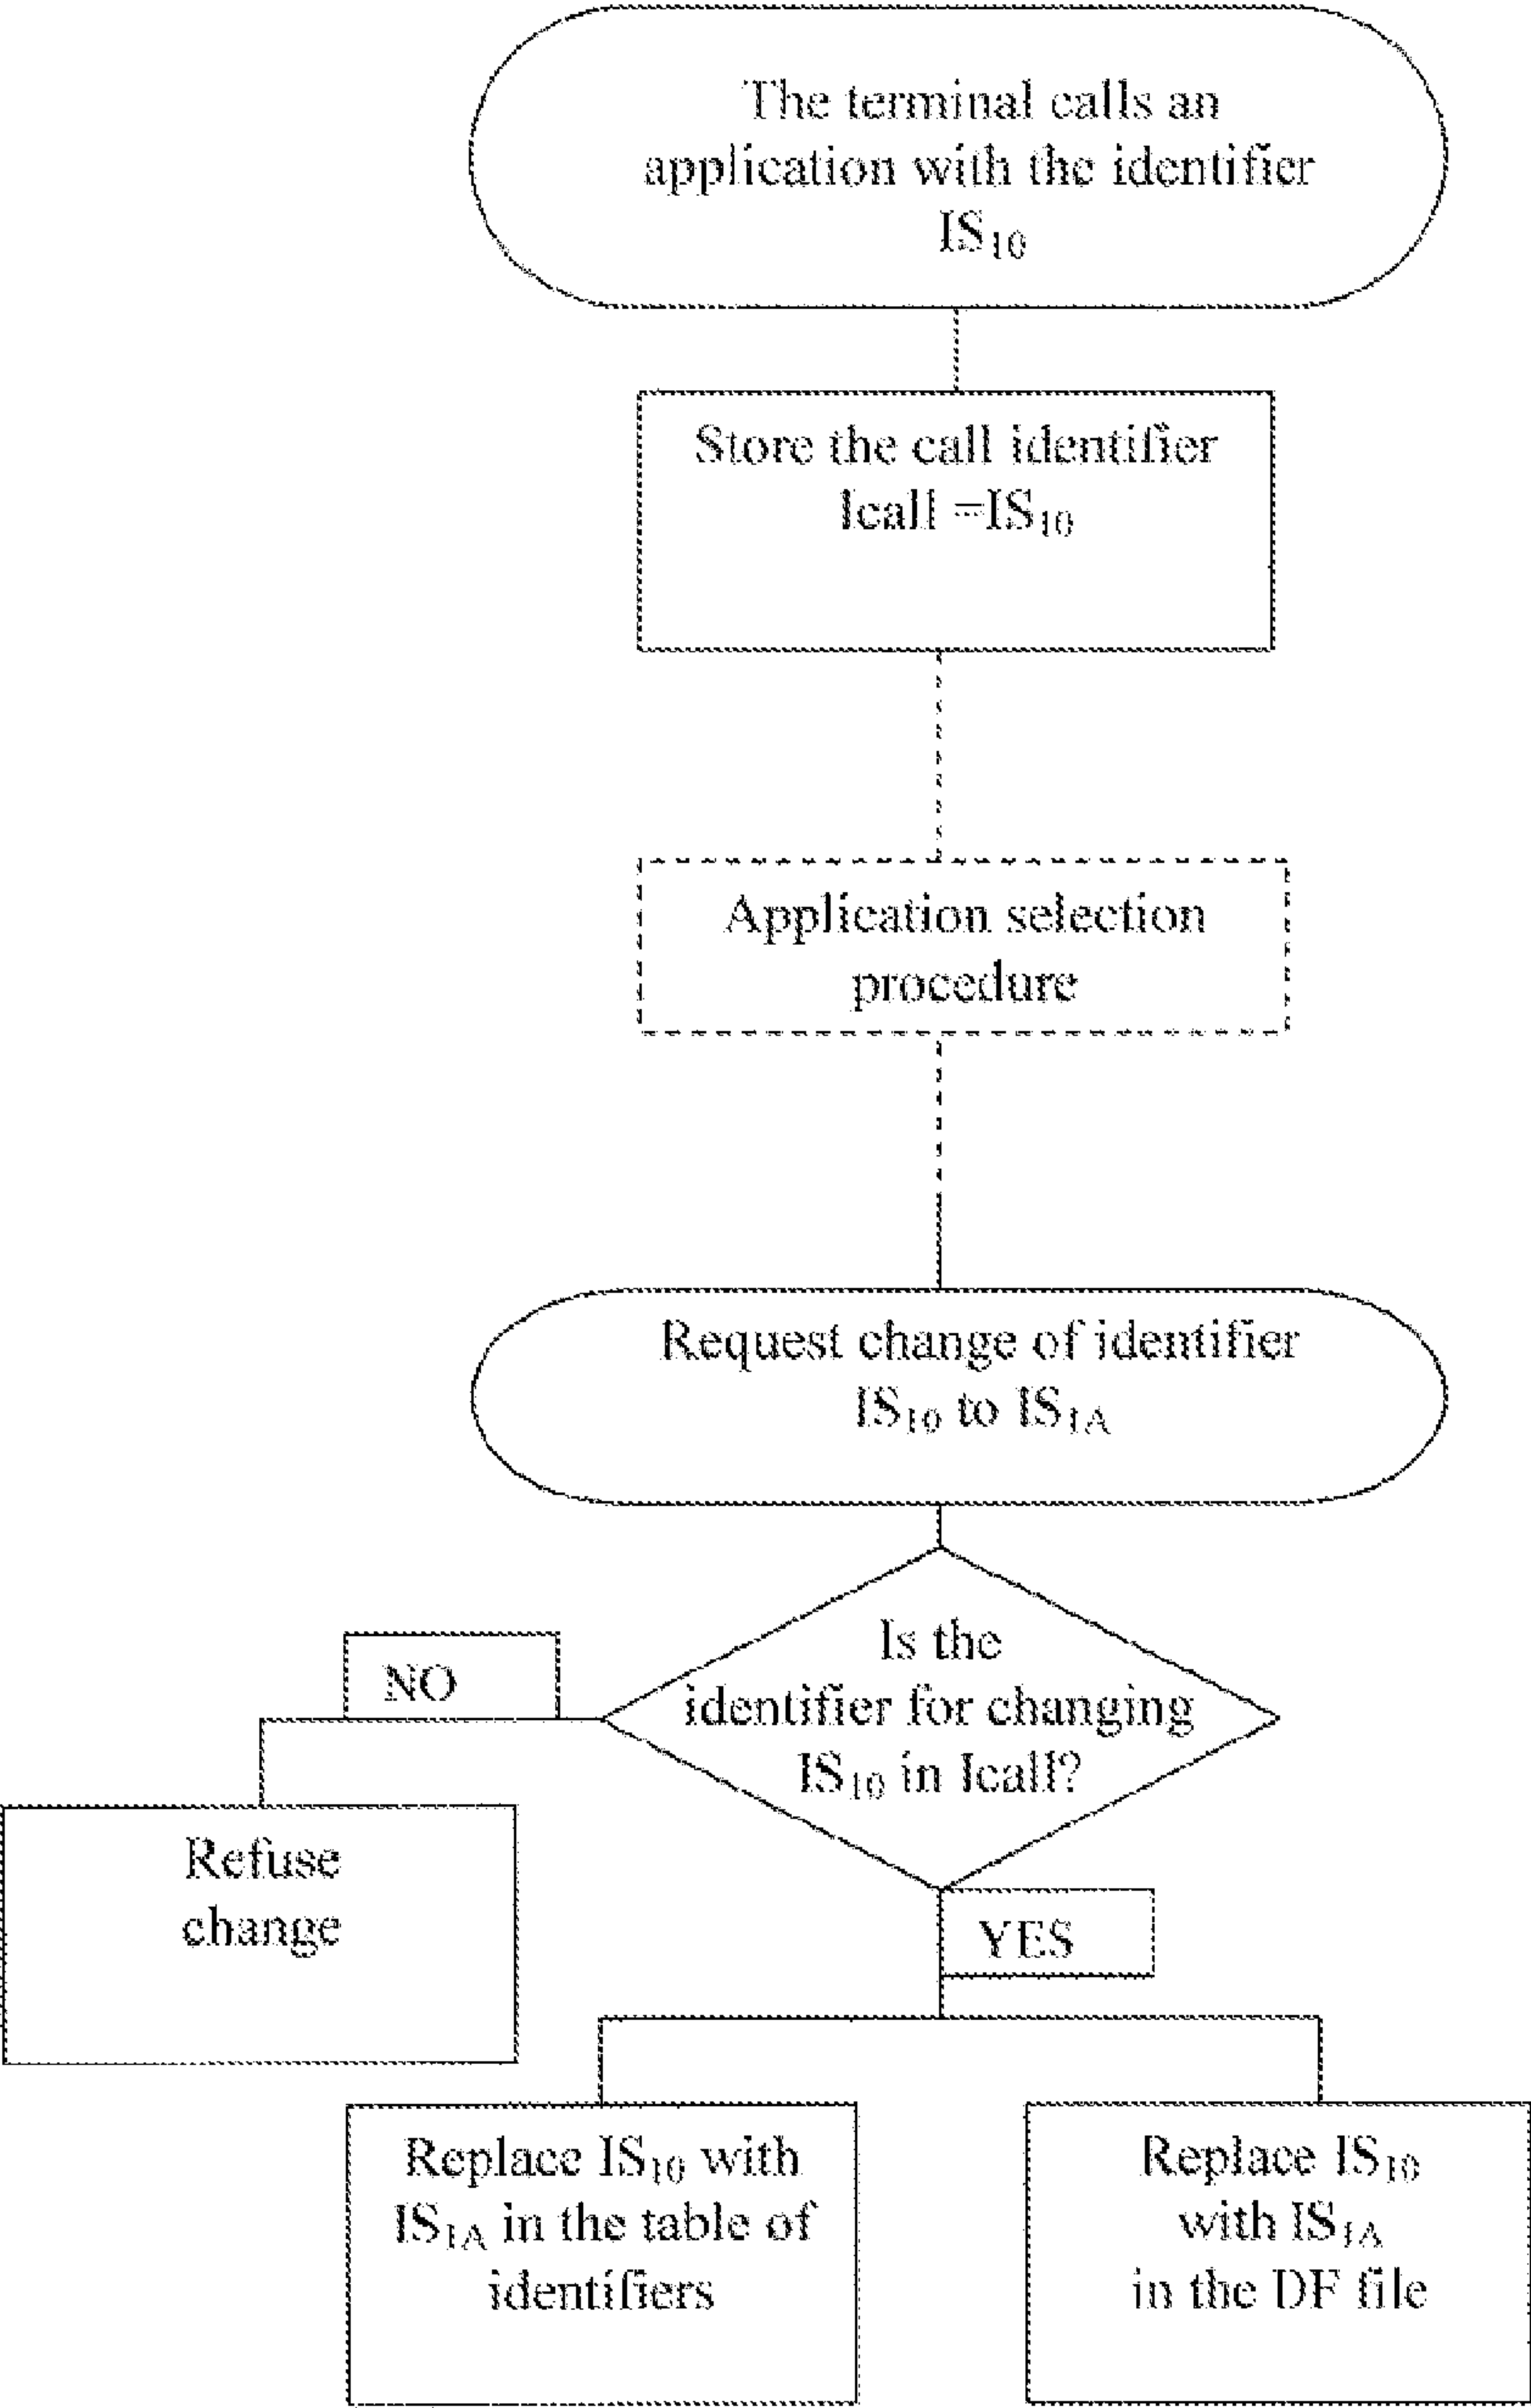 The terminal calls an
application with the identifier
IS₁₀
Store the call identifier
Icall =IS₁₀
Application selection
procedure
Request change of identifier
IS₁₀ to IS₁A
Is the
identifier for changing
IS₁₀ in Icall?
NO
Refuse
change
YES
Replace IS₁₀ with
IS₁A in the table of
identifiers
Replace IS₁₀
with IS₁A
in the DF file